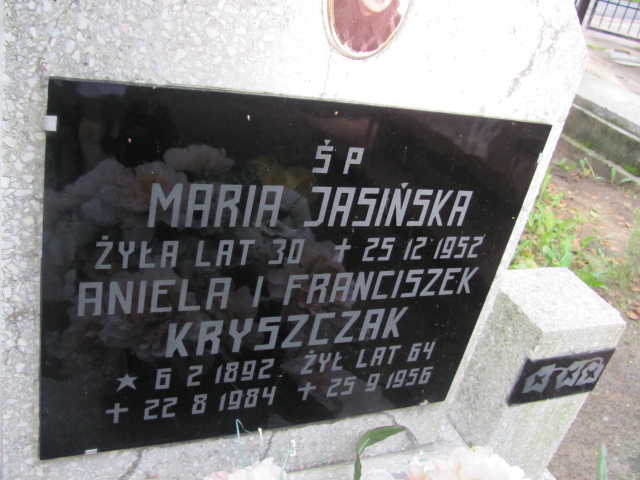 Ś P
MARIA JASIŃSKA
ŻYŁA LAT 30 + 25 12 1952
ANIELA I FRANCISZEK
KRYSZCZAK
★ 6 2 1892 ŻYŁ LAT 64
+ 22 8 1984 + 25 9 1956